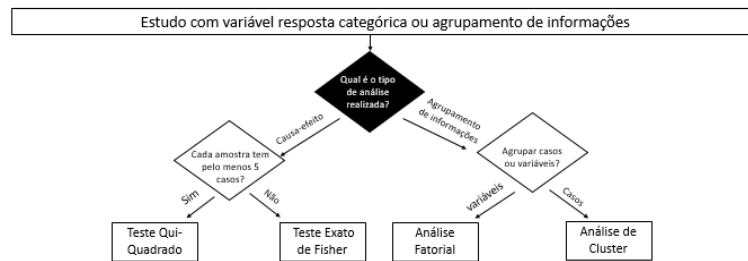 Estudo com variável resposta categórica ou agrupamento de informações
Qual é o tipo
de análise
realizada?
Causa-efeito
Agrupamento
de informações
Cada amostra tem
pelo menos 5
casos?
Agrupar casos
ou variáveis?
Sim
Não
variáveis
Casos
Teste Qui-
Quadrado
Teste Exato
de Fisher
Análise
Fatorial
Análise de
Cluster